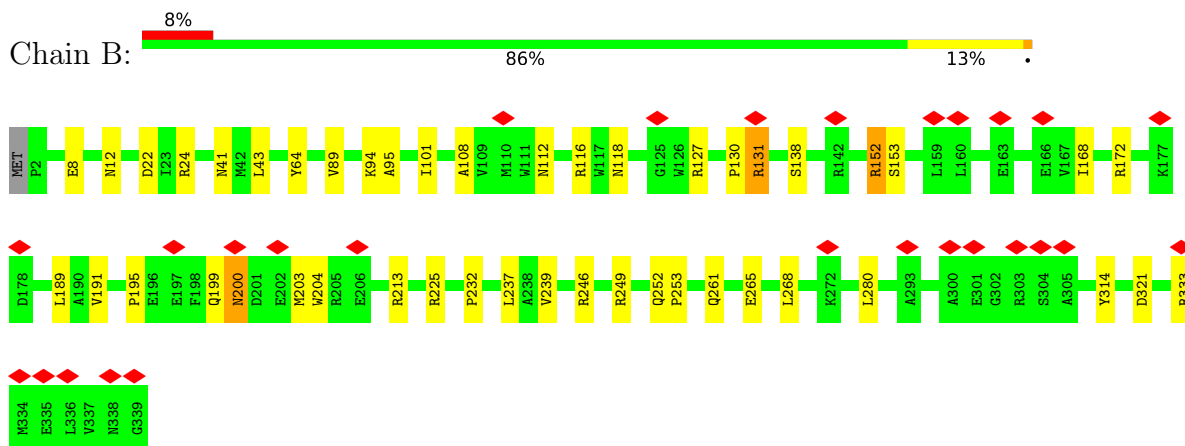 8%
Chain B:
86% 13% •
MET P2 E8 N12 D22 I23 R24 N41 M42 L43 Y64 V89 K94 A95 I101 A108 V109 M110 W111 N112 R116 W117 N118 G125 W126 R127 P130 R131 S138 R142 R152 S153 L159 L160 E163 E166 V167 I168 R172 K177
D178 L189 A190 V191 P195 E196 E197 F198 Q199 N200 D201 E202 M203 W204 R205 E206 R213 R225 P232 L237 A238 V239 R246 R249 Q252 P253 Q261 E265 L268 K272 L280 A293 A300 E301 G302 R303 S304 A305 Y314 D321
M334 E335 L336 V337 N338 G339